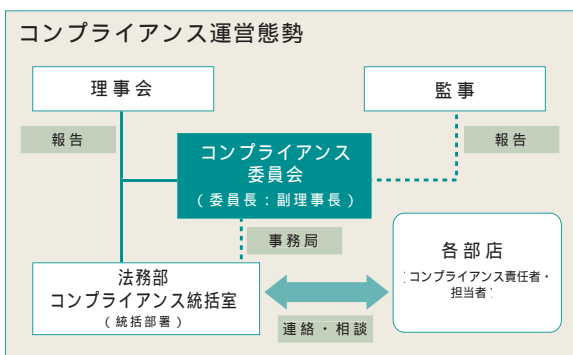 コンプライアンス運営態勢
理事会
監事
報告
報告
コンプライアンス
委員会
(委員長:副理事長)
事務局
各部店
コンプライアンス責任者・
担当者
法務部
コンプライアンス統括室
(統括部署)
連絡・相談